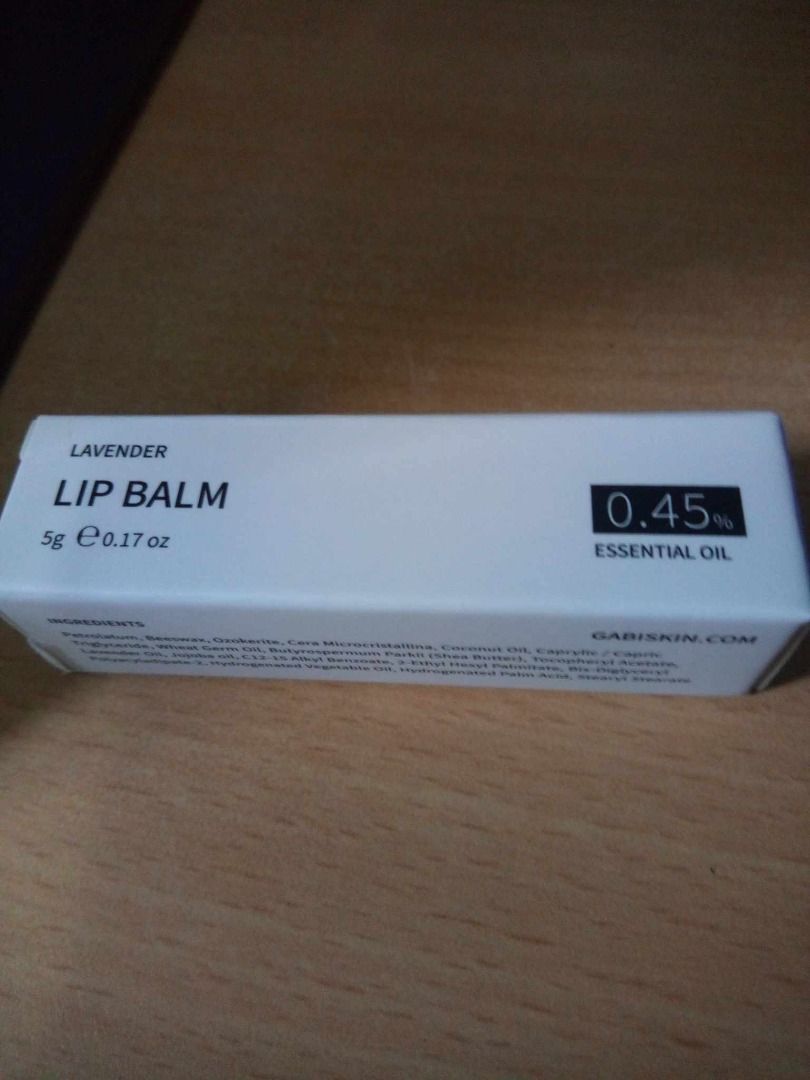 LAVENDER
LIP BALM
5g ℮ 0.17 oz
0.45%
ESSENTIAL OIL
INGREDIENTS
GABISKIN.COM
Petrolatum, Beeswax, Ozokerite, Cera Microcristallina, Coconut Oil, Caprylic / Capric
Triglyceride, Wheat Germ Oil, Butyrospermum Parkii (Shea Butter), Tocopheryl Acetate,
Lavender Oil, Jojoba Oil, C12-15 Alkyl Benzoate, 2-Ethyl Hexyl Palmitate, Bis-Diglyceryl
Polyacyladipate-2, Hydrogenated Vegetable Oil, Hydrogenated Palm Acid, Stearyl Stearate